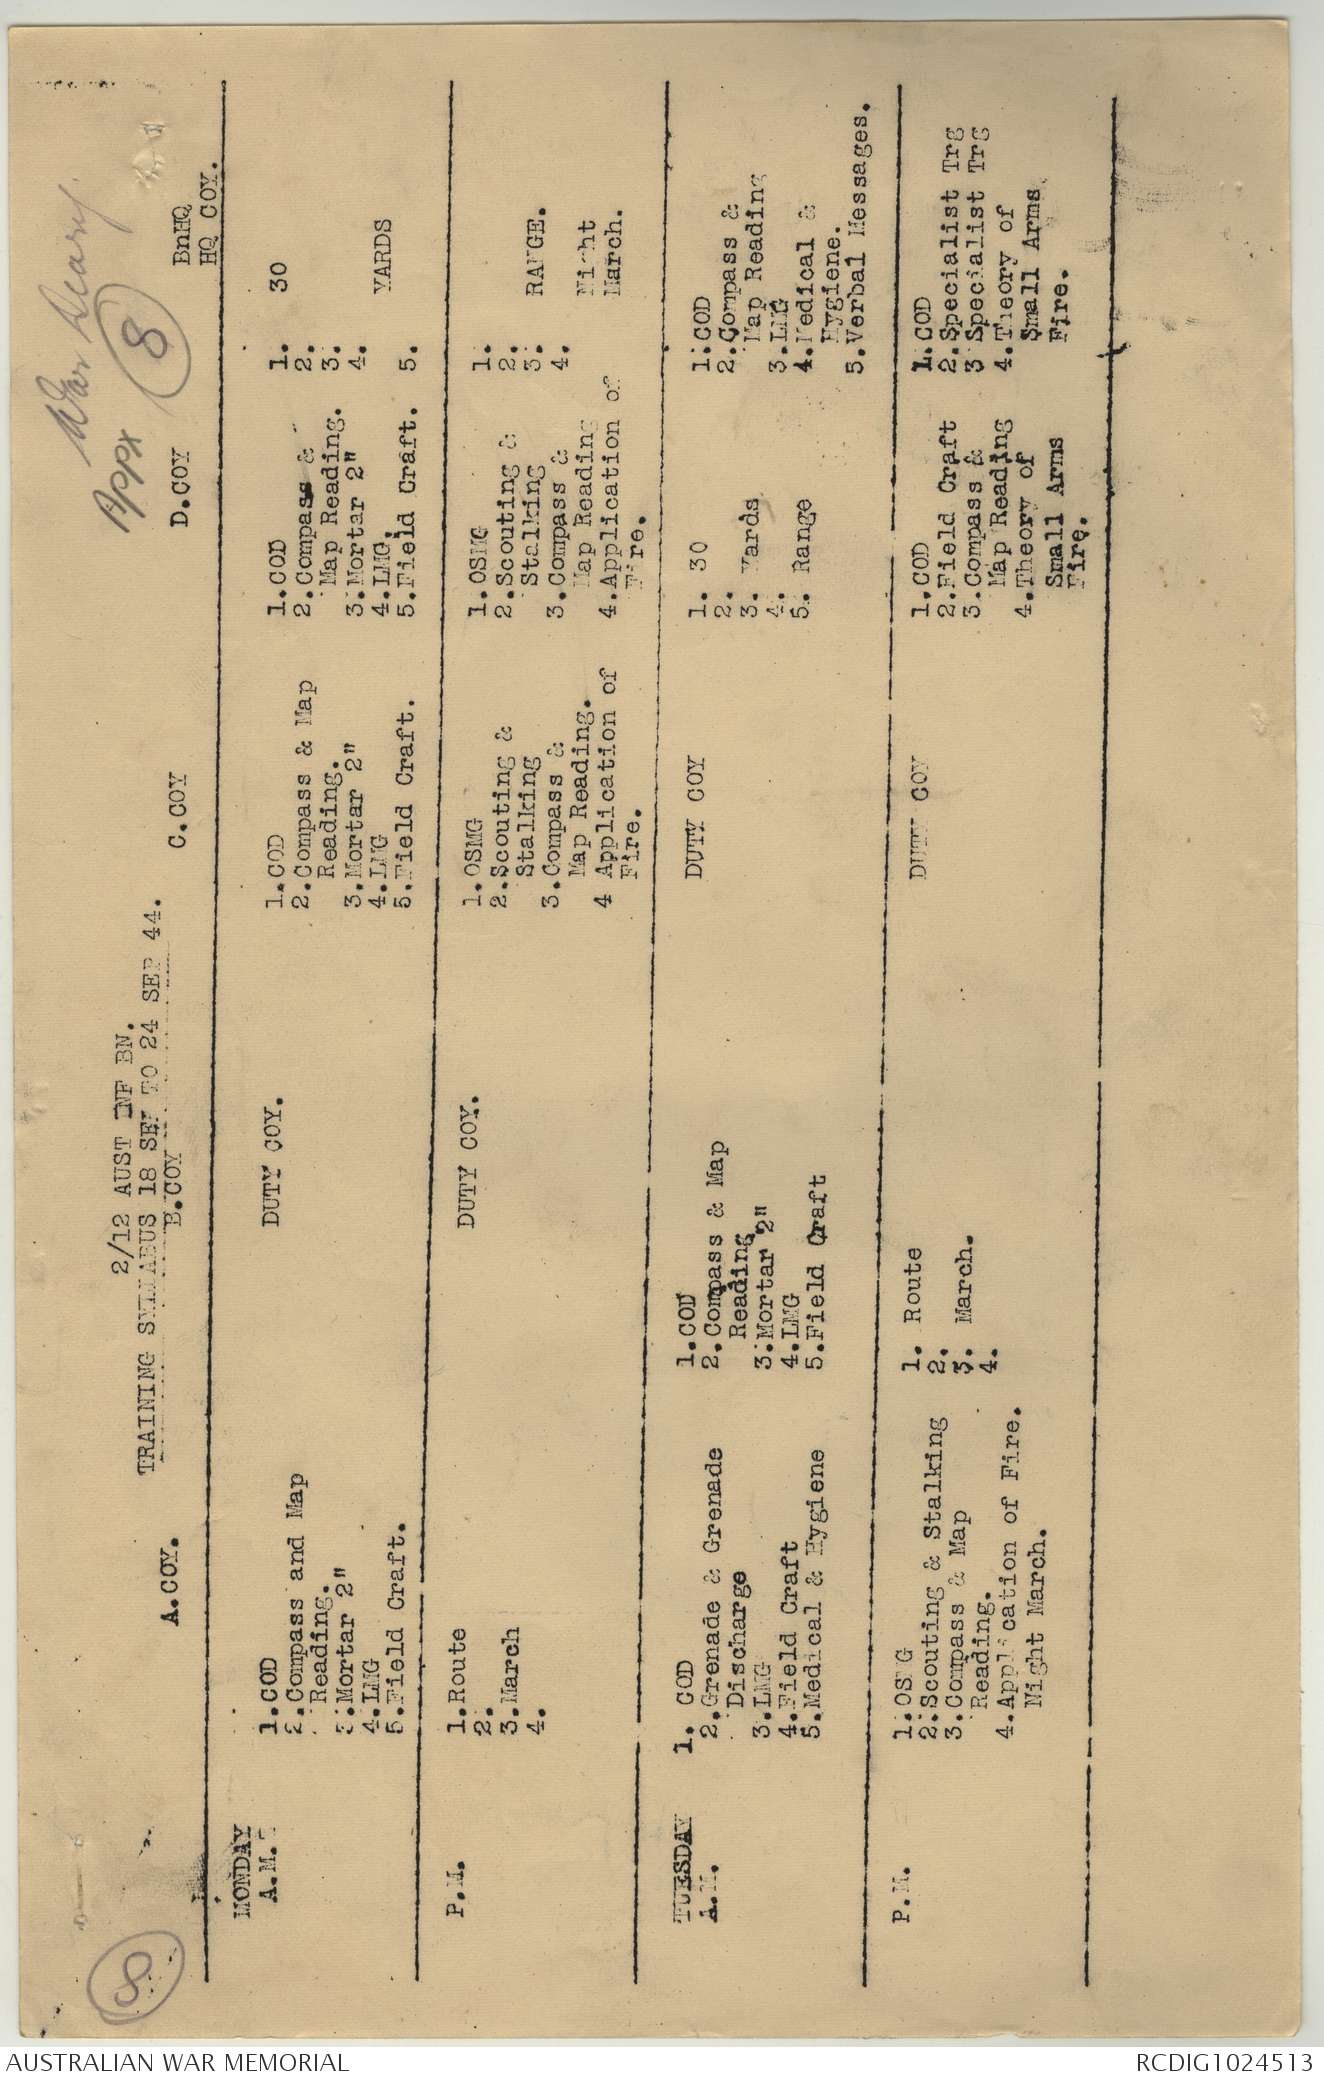 War Diary.
Appx 8
8
2/12 AUST INF BN.
TRAINING SYLLABUS 18 SEP TO 24 SEP 44.
A.COY.
B.COY
C.COY
D.COY
BnHQ
HQ COY.
MONDAY
A.M.
1.COD
2.Compass and Map
Reading.
3.Mortar 2"
4.LMG
5.Field Craft.
DUTY COY.
1.COD
2.Compass & Map
Reading.
3.Mortar 2"
4.LMG
5.Field Craft.
1.COD
2.Compass &
Map Reading.
3.Mortar 2"
4.LMG.
5.Field Craft.
1. 30
2.
3.
4. YARDS
5.
P.M.
1.Route
2.
3.March
4.
DUTY COY.
1.OSMG
2.Scouting &
Stalking
3.Compass &
Map Reading.
4 Application of
Fire.
1.OSMG
2.Scouting &
Stalking
3.Compass &
Map Reading
4.Application of
Fire.
1.
2.
3. RANGE.
4.
Night
March.
TUESDAY
A.M.
1. COD
2.Grenade & Grenade
Discharge
3.LMG
4.Field Craft
5.Medical & Hygiene
1.COD
2.Compass & Map
Reading
3.Mortar 2"
4.LMG
5.Field Craft
DUTY COY
1. 30
2.
3. Yards
4.
5. Range
1.COD
2.Compass &
Map Reading
3.LMG
4.Medical &
Hygiene.
5.Verbal Messages.
P.M.
1.OSMG
2.Scouting & Stalking
3.Compass & Map
Reading.
4.Application of Fire.
Night March.
1. Route
2.
3. March.
4.
DUTY COY
1.COD
2.Field Craft
3.Compass &
Map Reading
4.Theory of
Small Arms
Fire.
1.COD
2.Specialist Trg
3 Specialist Trg
4.Theory of
Small Arms
Fire.
AUSTRALIAN WAR MEMORIAL
RCDIG1024513